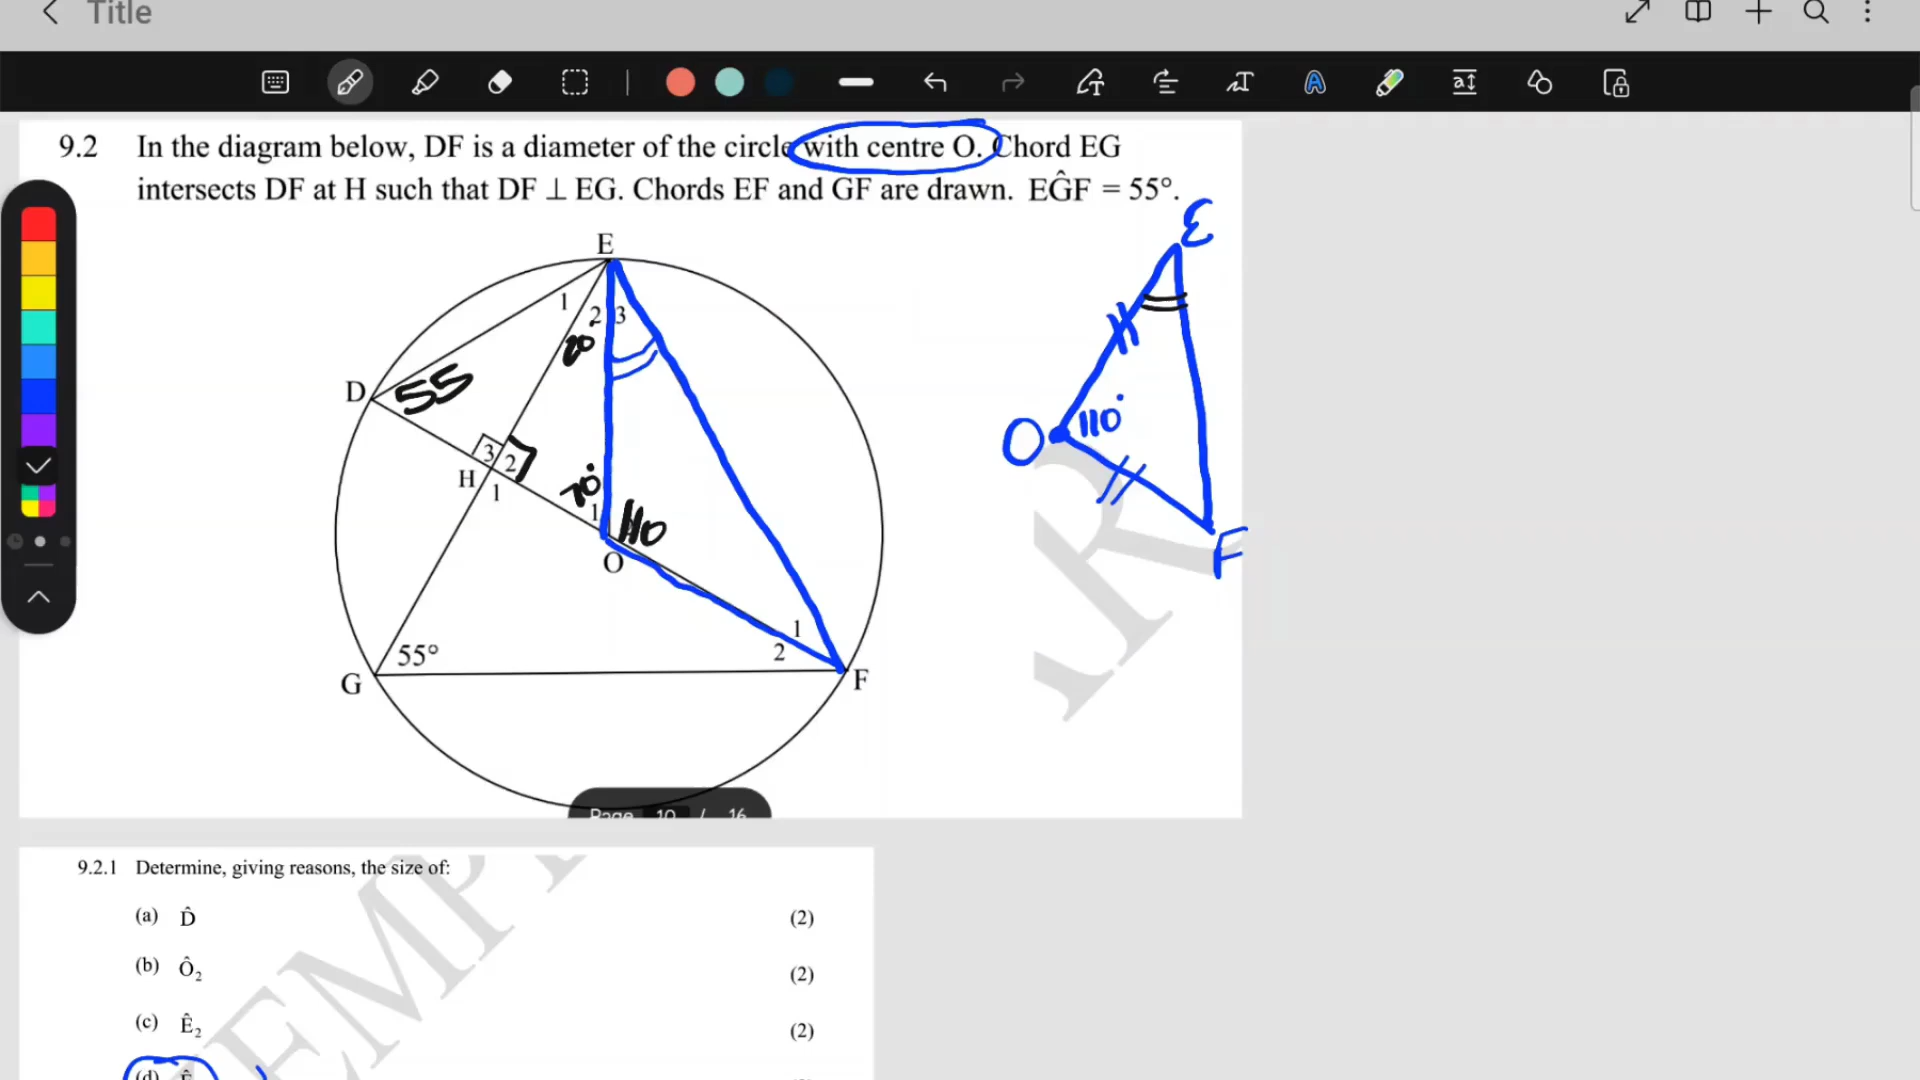 Title
9.2 In the diagram below, DF is a diameter of the circle with centre O. Chord EG
intersects DF at H such that DF ⊥ EG. Chords EF and GF are drawn. EĜF = 55°.
E
E
1
2 3
20
D
55
110°
O
3
2
H
1
70°
1
110
O
F
1
2
55°
G
F
Page 10 / 16
9.2.1 Determine, giving reasons, the size of:
(a) D̂ (2)
(b) Ô₂ (2)
(c) Ê₂ (2)
(d)